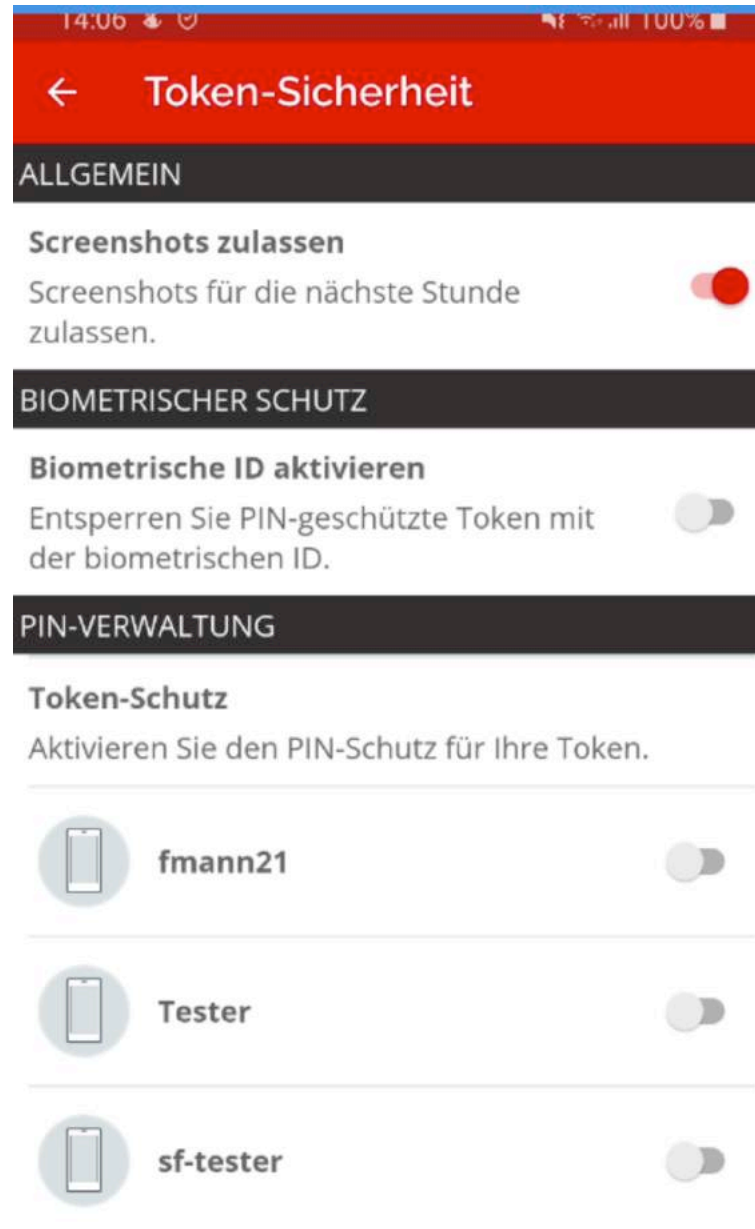 14:06 100%
Token-Sicherheit
ALLGEMEIN
Screenshots zulassen
Screenshots für die nächste Stunde
zulassen.
BIOMETRISCHER SCHUTZ
Biometrische ID aktivieren
Entsperren Sie PIN-geschützte Token mit
der biometrischen ID.
PIN-VERWALTUNG
Token-Schutz
Aktivieren Sie den PIN-Schutz für Ihre Token.
fmann21
Tester
sf-tester